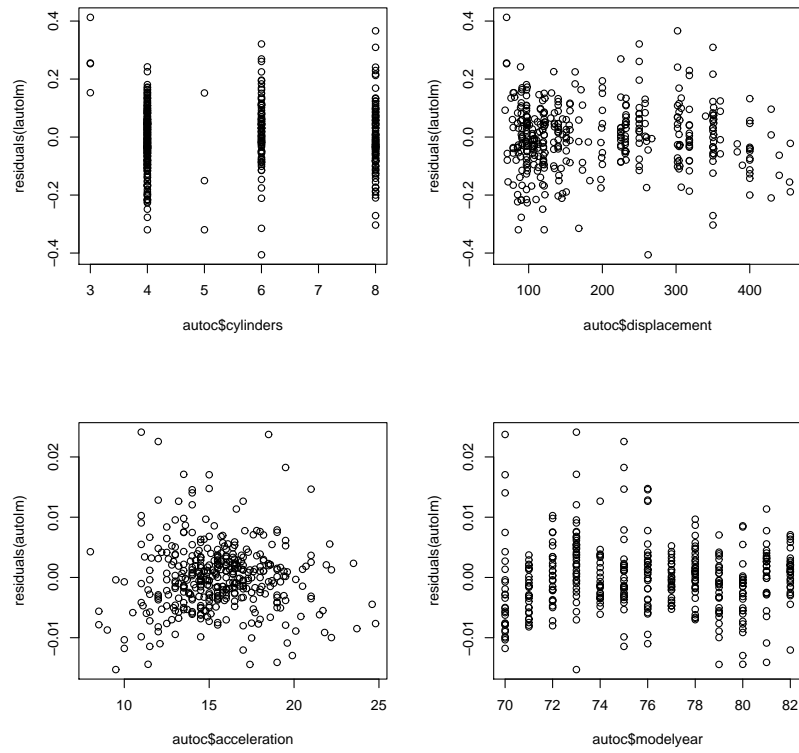 0.4
0.2
0.0
−0.2
−0.4
residuals(lautolm)
3 4 5 6 7 8
autoc$cylinders
0.4
0.2
0.0
−0.2
−0.4
residuals(lautolm)
100 200 300 400
autoc$displacement
0.02
0.01
0.00
−0.01
residuals(autolm)
10 15 20 25
autoc$acceleration
0.02
0.01
0.00
−0.01
residuals(autolm)
70 72 74 76 78 80 82
autoc$modelyear